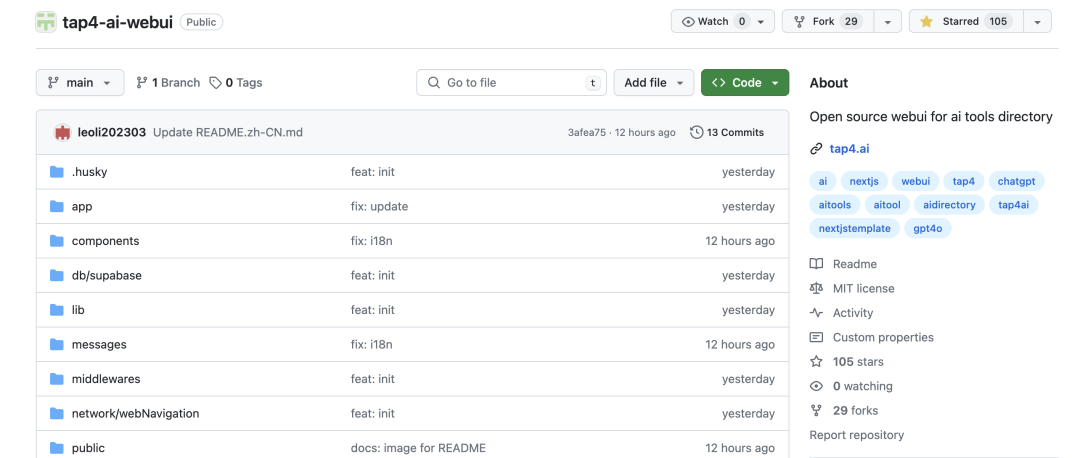 tap4-ai-webui Public Watch 0 Fork 29 Starred 105
main 1 Branch 0 Tags Go to file t Add file Code
leoli202303 Update README.zh-CN.md 3afea75 · 12 hours ago 13 Commits
.husky feat: init yesterday
app fix: update yesterday
components fix: i18n 12 hours ago
db/supabase feat: init yesterday
lib feat: init yesterday
messages fix: i18n 12 hours ago
middlewares feat: init yesterday
network/webNavigation feat: init yesterday
public docs: image for README 12 hours ago
About
Open source webui for ai tools directory
tap4.ai
ai nextjs webui tap4 chatgpt
aitools aitool aidirectory tap4ai
nextjstemplate gpt4o
Readme
MIT license
Activity
Custom properties
105 stars
0 watching
29 forks
Report repository